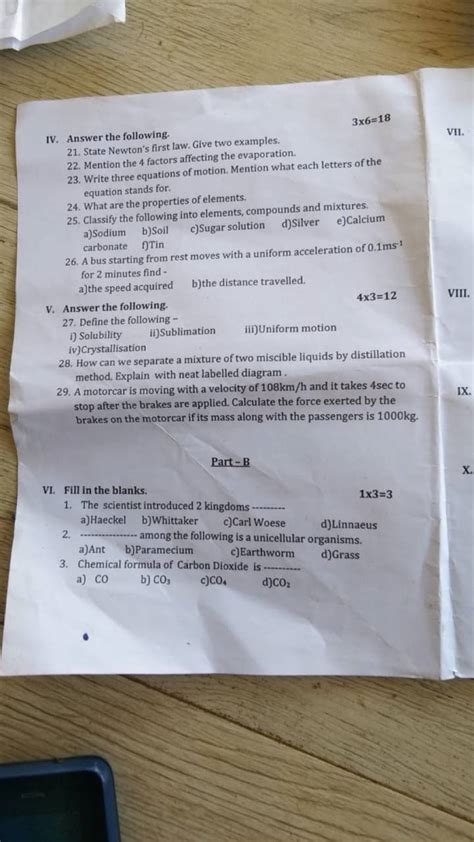 3x6=18
IV. Answer the following.
21. State Newton's first law. Give two examples.
22. Mention the 4 factors affecting the evaporation.
23. Write three equations of motion. Mention what each letters of the
equation stands for.
24. What are the properties of elements.
25. Classify the following into elements, compounds and mixtures.
a)Sodium b)Soil c)Sugar solution d)Silver e)Calcium
carbonate f)Tin
26. A bus starting from rest moves with a uniform acceleration of 0.1ms⁻¹
for 2 minutes find -
a)the speed acquired b)the distance travelled.
V. Answer the following. 4x3=12
27. Define the following –
i) Solubility ii)Sublimation iii)Uniform motion
iv)Crystallisation
28. How can we separate a mixture of two miscible liquids by distillation
method. Explain with neat labelled diagram .
29. A motorcar is moving with a velocity of 108km/h and it takes 4sec to
stop after the brakes are applied. Calculate the force exerted by the
brakes on the motorcar if its mass along with the passengers is 1000kg.
Part – B
VI. Fill in the blanks. 1x3=3
1. The scientist introduced 2 kingdoms ---------
a)Haeckel b)Whittaker c)Carl Woese d)Linnaeus
2. --------------- among the following is a unicellular organisms.
a)Ant b)Paramecium c)Earthworm d)Grass
3. Chemical formula of Carbon Dioxide is ----------
a) CO b) CO₃ c)CO₄ d)CO₂
VII.
VIII.
IX.
X.